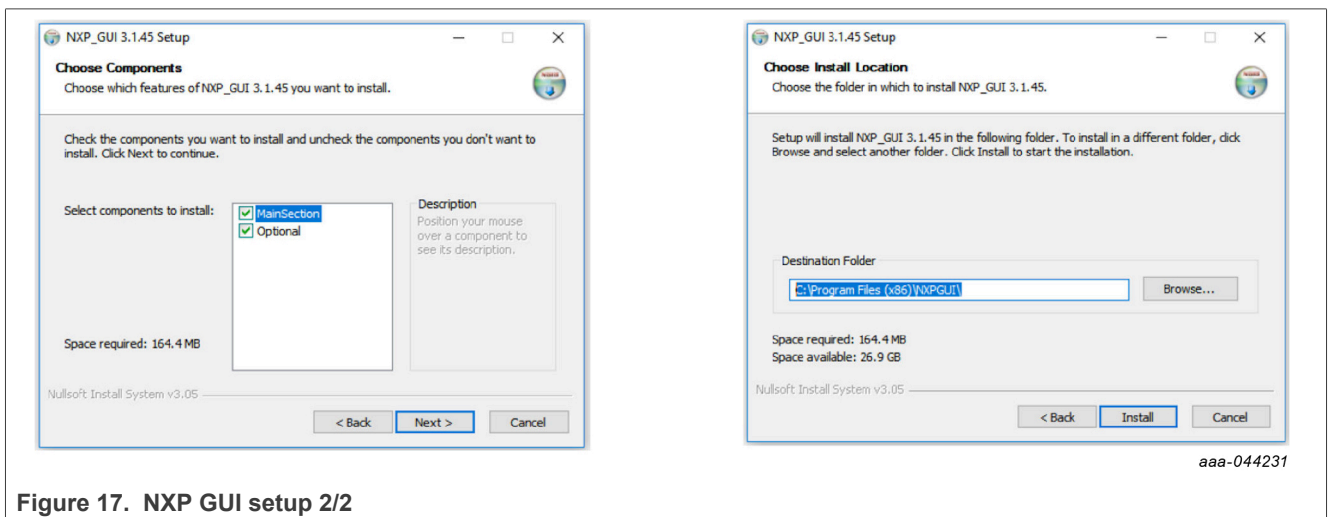 NXP_GUI 3.1.45 Setup
Choose Components
Choose which features of NXP_GUI 3.1.45 you want to install.
Check the components you want to install and uncheck the components you don't want to
install. Click Next to continue.
Select components to install:
MainSection
Optional
Description
Position your mouse
over a component to
see its description.
Space required: 164.4 MB
Nullsoft Install System v3.05
< Back
Next >
Cancel
NXP_GUI 3.1.45 Setup
Choose Install Location
Choose the folder in which to install NXP_GUI 3.1.45.
Setup will install NXP_GUI 3.1.45 in the following folder. To install in a different folder, click
Browse and select another folder. Click Install to start the installation.
Destination Folder
C:\Program Files (x86)\NXPGUI\
Browse...
Space required: 164.4 MB
Space available: 26.9 GB
Nullsoft Install System v3.05
< Back
Install
Cancel
aaa-044231
Figure 17. NXP GUI setup 2/2